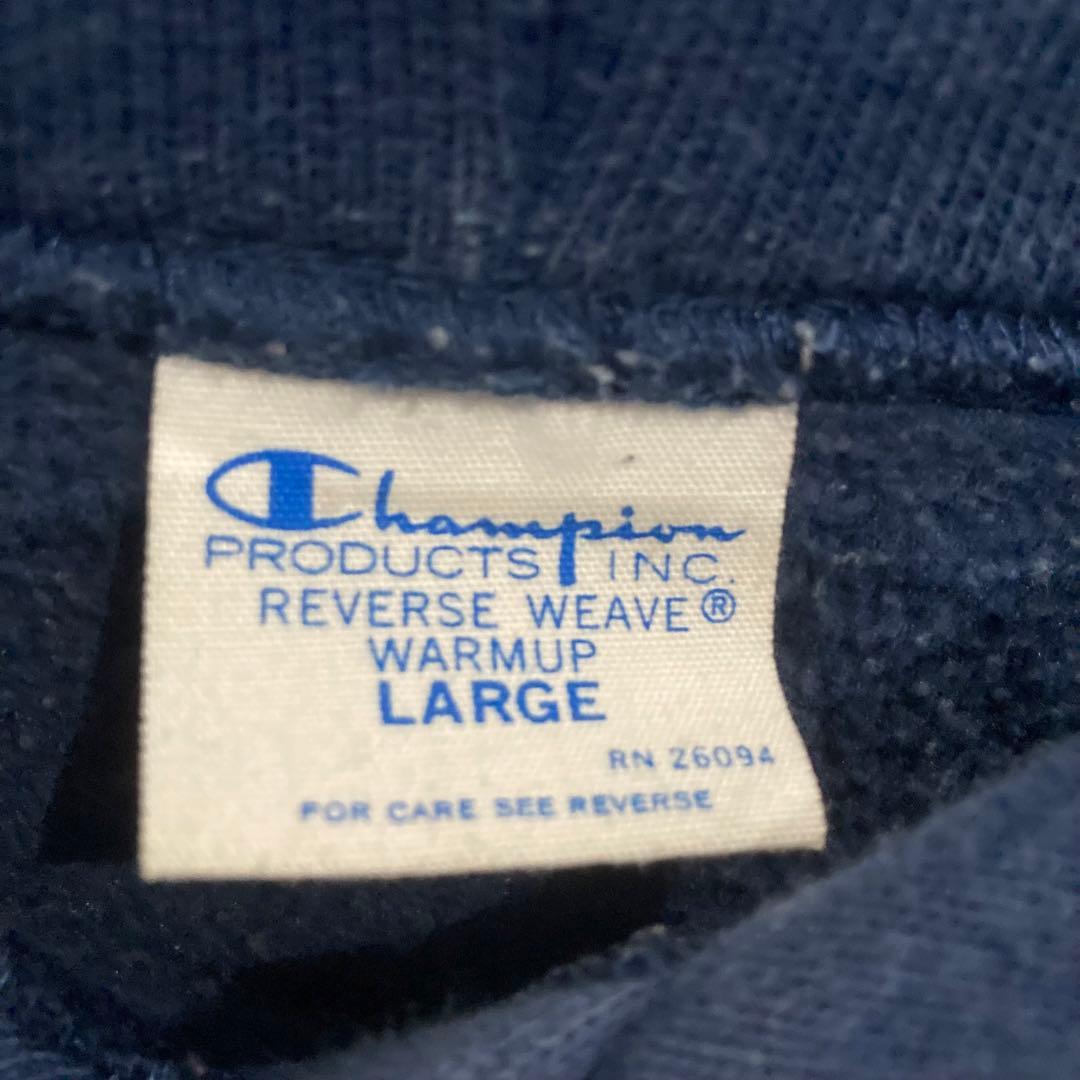 Champion
PRODUCTS INC.
REVERSE WEAVE®
WARMUP
LARGE
RN 26094
FOR CARE SEE REVERSE